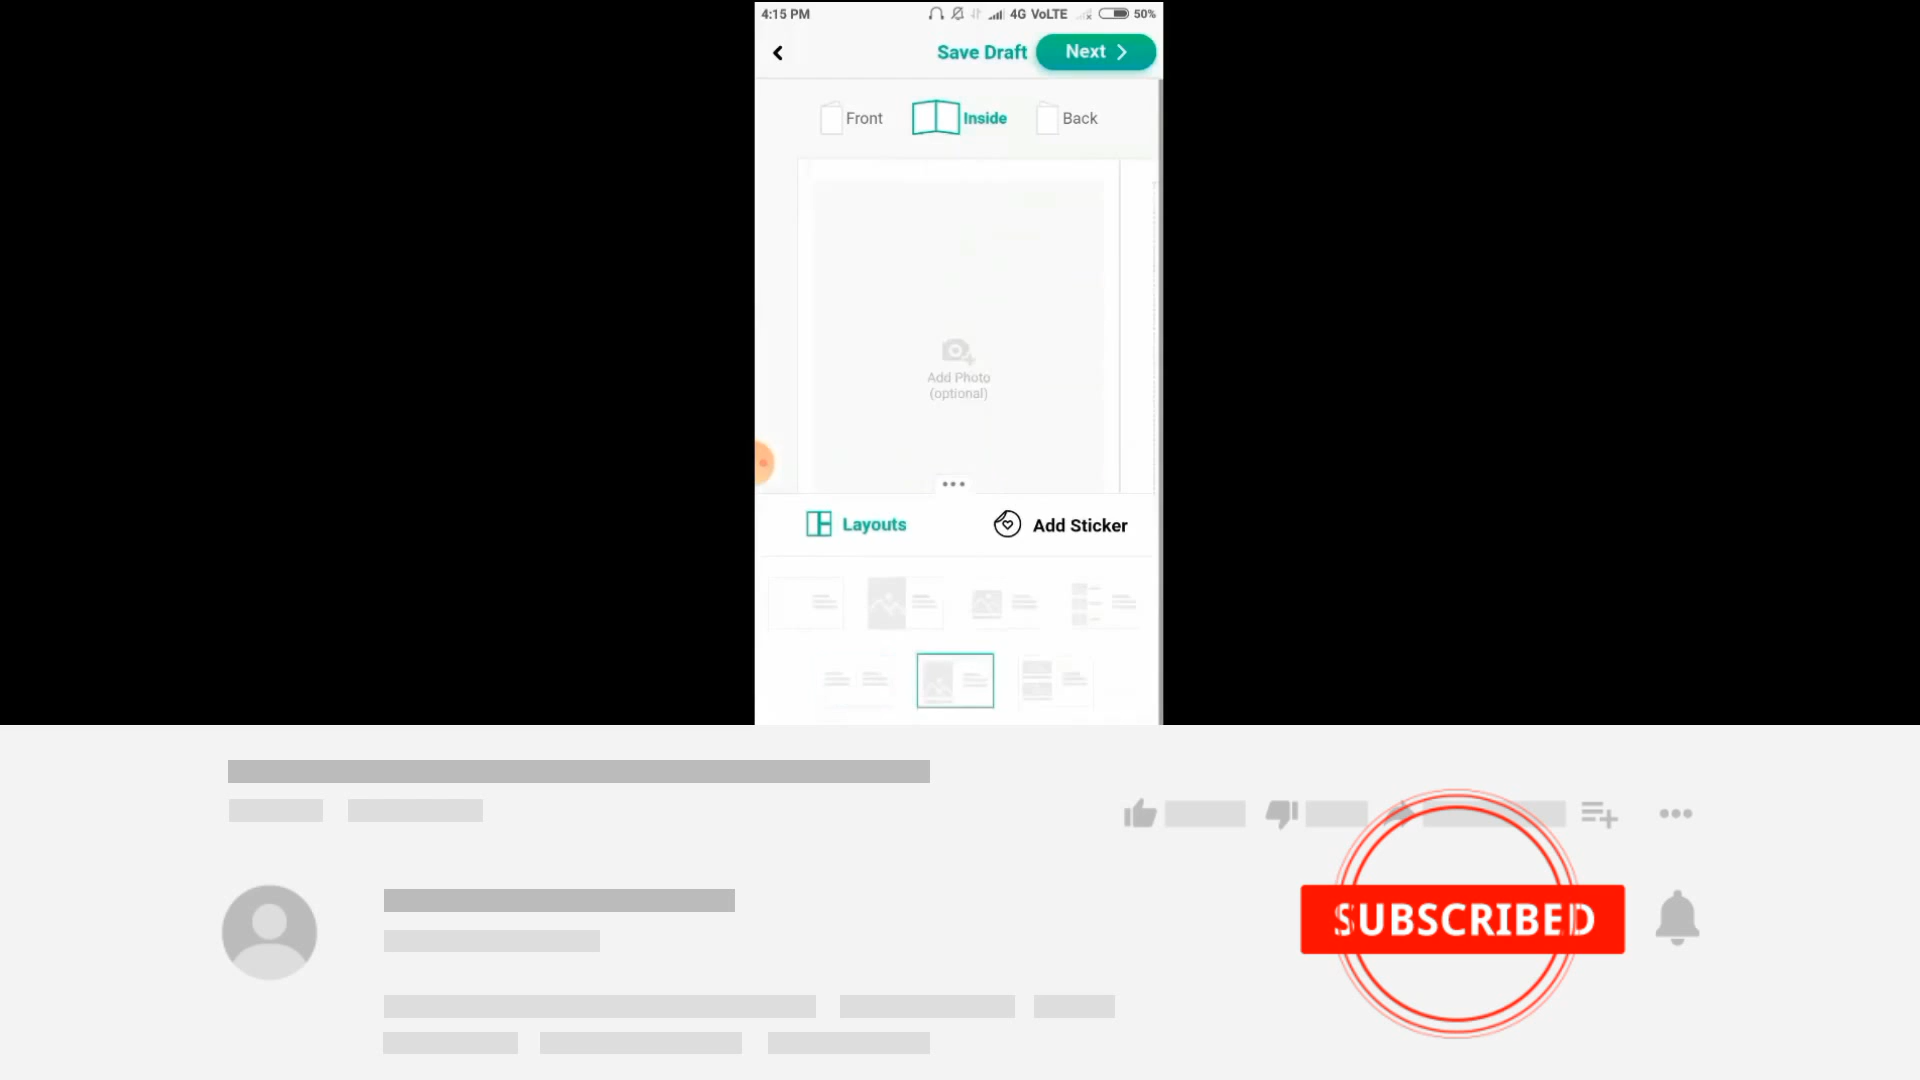 4:15 PM 4G VoLTE 50%
Save Draft Next
Front Inside Back
Add Photo
(optional)
Layouts Add Sticker
SUBSCRIBED